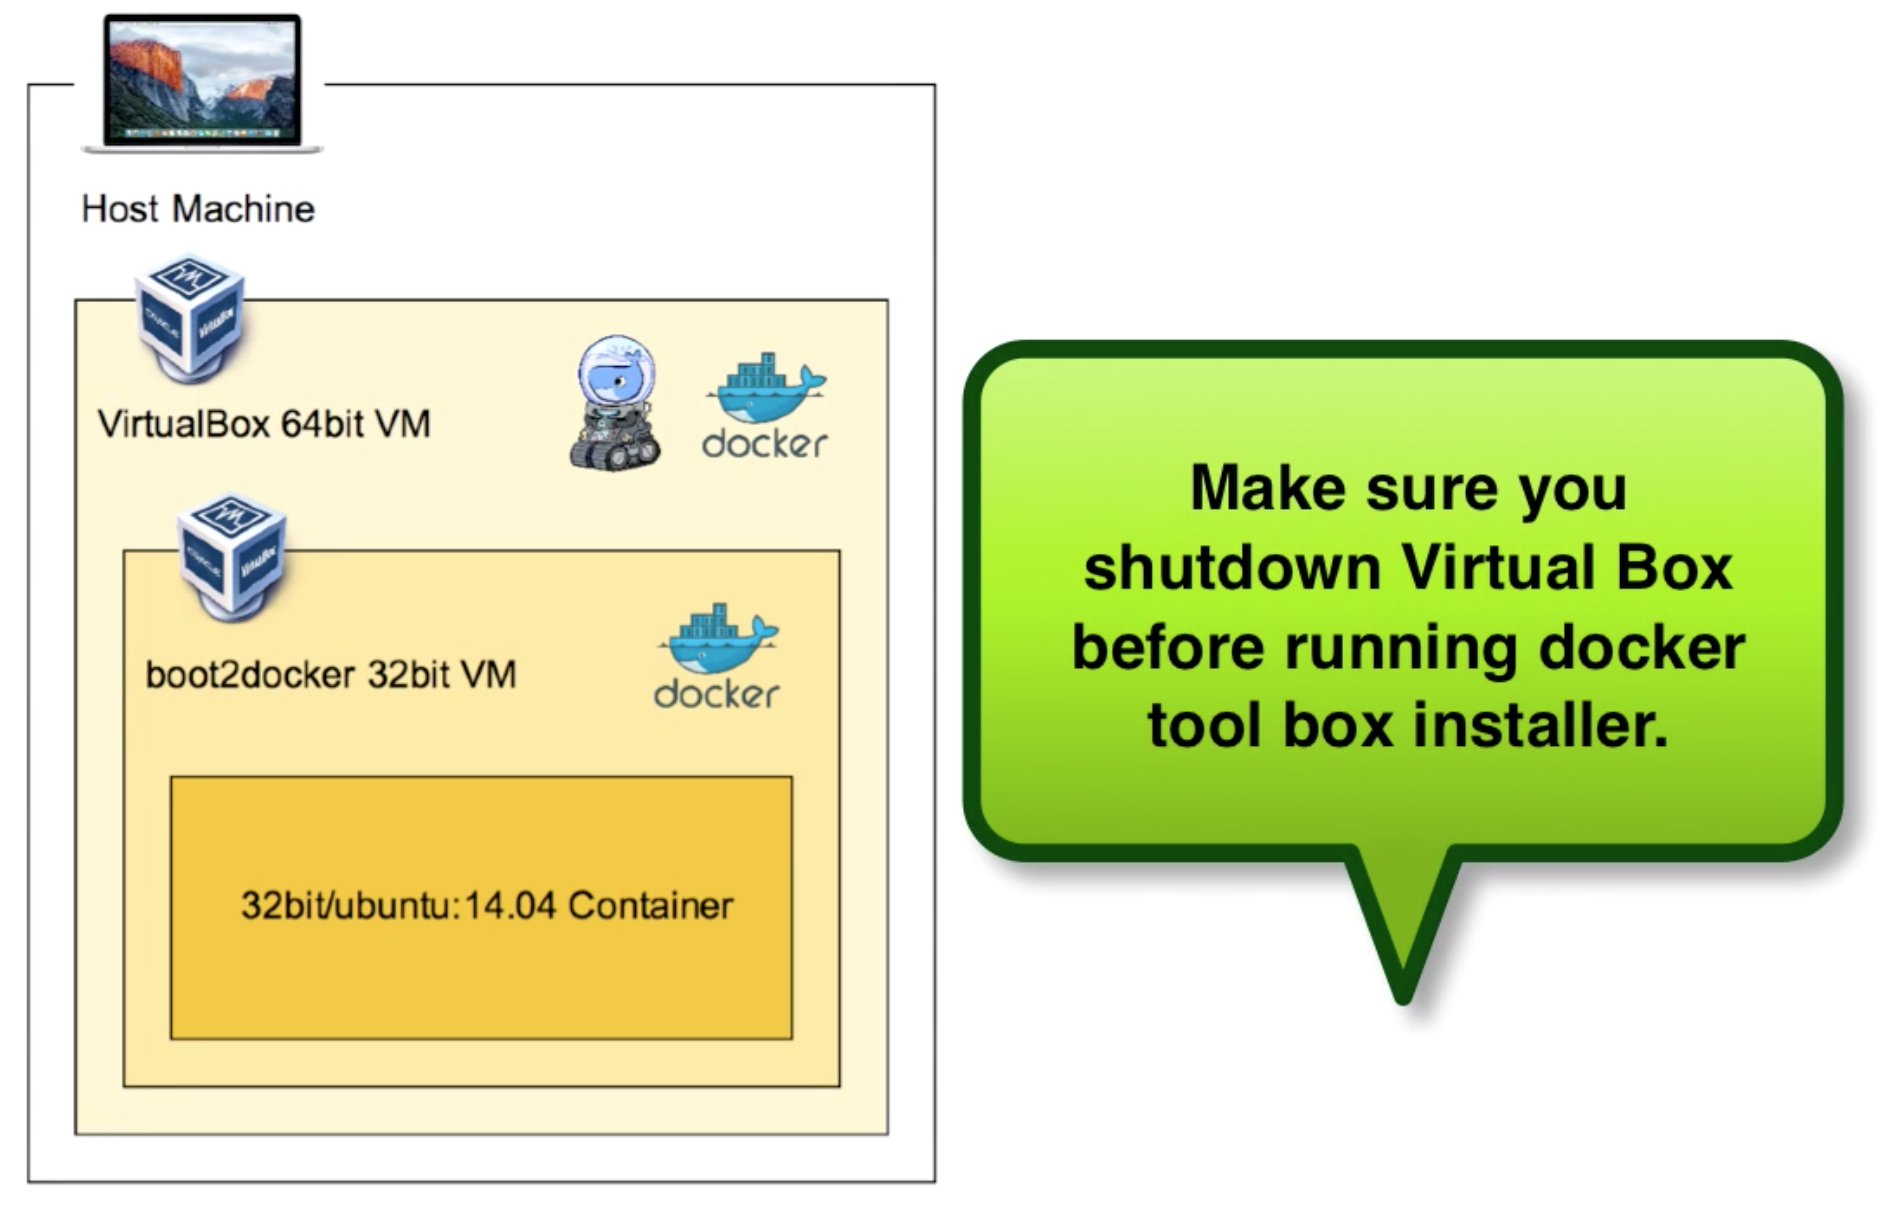 Host Machine
VirtualBox 64bit VM
docker
boot2docker 32bit VM
docker
32bit/ubuntu:14.04 Container
Make sure you
shutdown Virtual Box
before running docker
tool box installer.